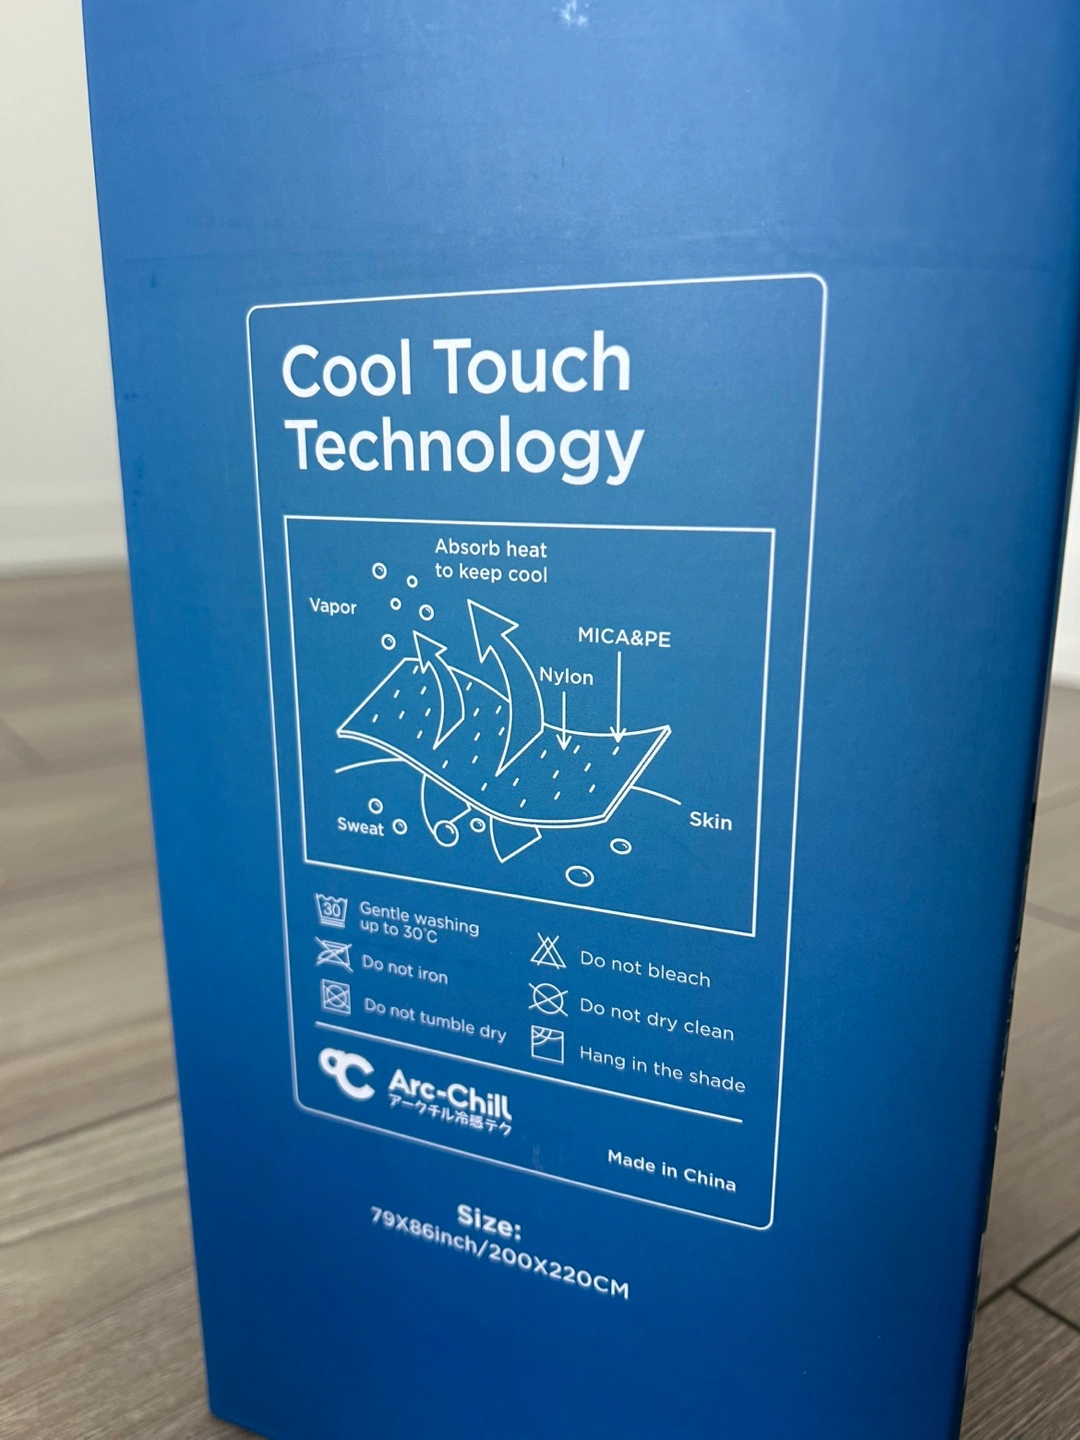 Cool Touch
Technology
Absorb heat
to keep cool
Vapor
MICA&PE
Nylon
Sweat
Skin
30
Gentle washing
up to 30°C
Do not iron
Do not tumble dry
Do not bleach
Do not dry clean
Hang in the shade
°C
Arc-Chill
アークチル冷感テク
Made in China
Size:
79X86inch/200X220CM